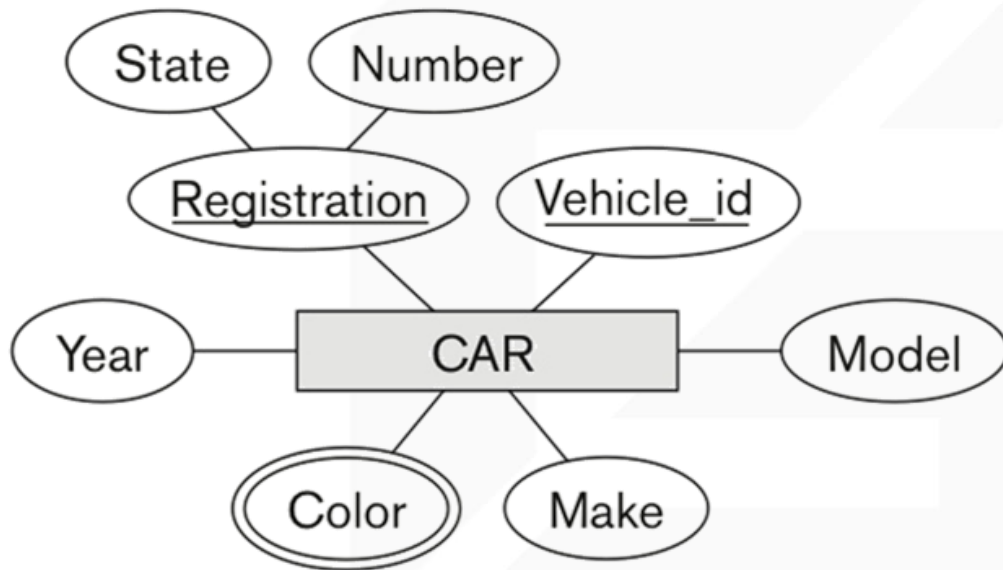 State
Number
Registration
Vehicle_id
Year
CAR
Model
Color
Make